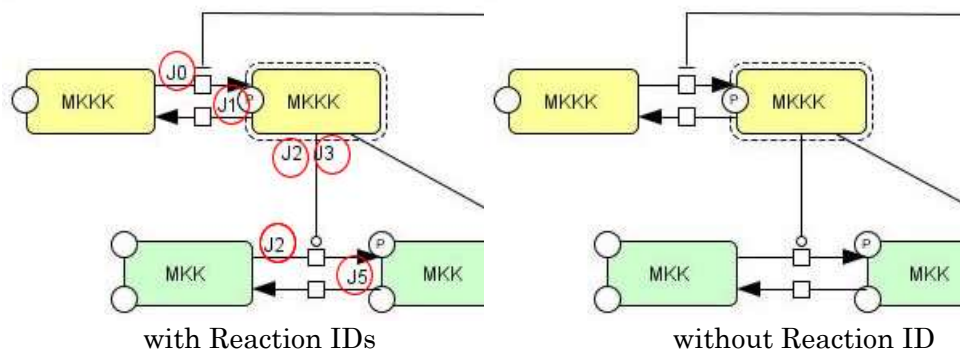 J0
MKKK
J1
P
MKKK
MKKK
P
MKKK
J2
J3
J2
P
P
MKK
J5
MKK
MKK
MKK
with Reaction IDs
without Reaction ID